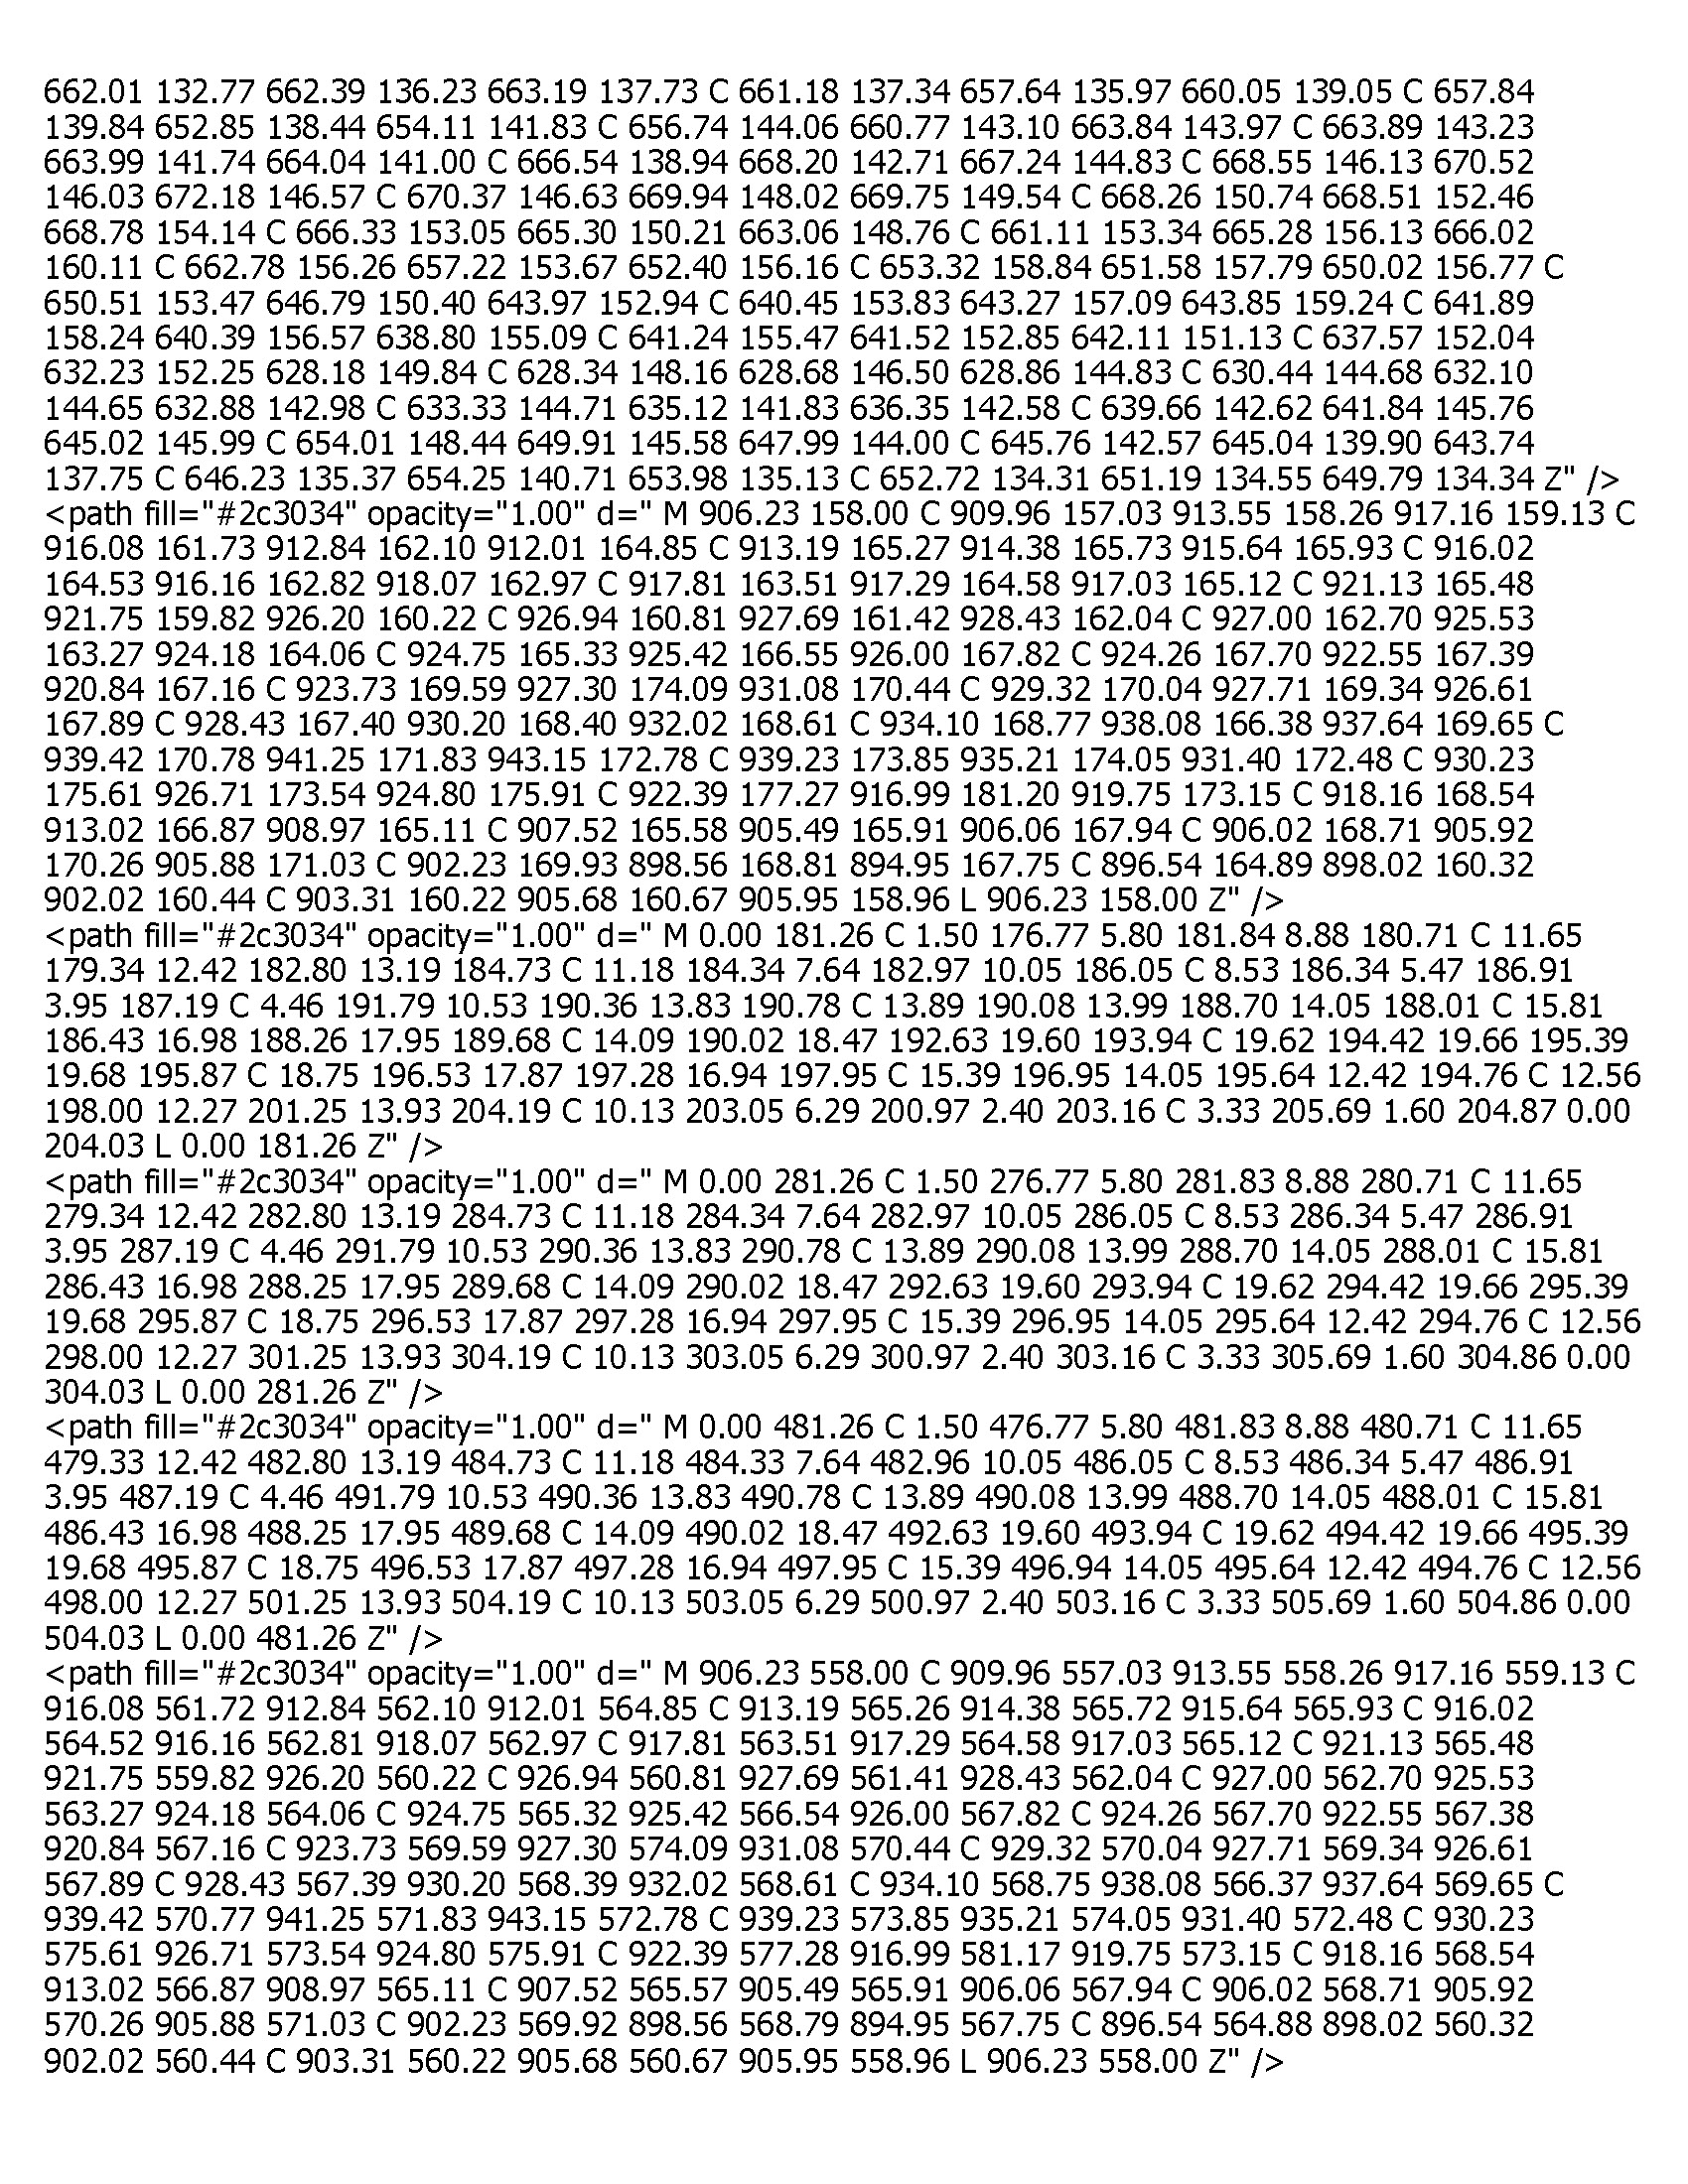 662.01 132.77 662.39 136.23 663.19 137.73 C 661.18 137.34 657.64 135.97 660.05 139.05 C 657.84
139.84 652.85 138.44 654.11 141.83 C 656.74 144.06 660.77 143.10 663.84 143.97 C 663.89 143.23
663.99 141.74 664.04 141.00 C 666.54 138.94 668.20 142.71 667.24 144.83 C 668.55 146.13 670.52
146.03 672.18 146.57 C 670.37 146.63 669.94 148.02 669.75 149.54 C 668.26 150.74 668.51 152.46
668.78 154.14 C 666.33 153.05 665.30 150.21 663.06 148.76 C 661.11 153.34 665.28 156.13 666.02
160.11 C 662.78 156.26 657.22 153.67 652.40 156.16 C 653.32 158.84 651.58 157.79 650.02 156.77 C
650.51 153.47 646.79 150.40 643.97 152.94 C 640.45 153.83 643.27 157.09 643.85 159.24 C 641.89
158.24 640.39 156.57 638.80 155.09 C 641.24 155.47 641.52 152.85 642.11 151.13 C 637.57 152.04
632.23 152.25 628.18 149.84 C 628.34 148.16 628.68 146.50 628.86 144.83 C 630.44 144.68 632.10
144.65 632.88 142.98 C 633.33 144.71 635.12 141.83 636.35 142.58 C 639.66 142.62 641.84 145.76
645.02 145.99 C 654.01 148.44 649.91 145.58 647.99 144.00 C 645.76 142.57 645.04 139.90 643.74
137.75 C 646.23 135.37 654.25 140.71 653.98 135.13 C 652.72 134.31 651.19 134.55 649.79 134.34 Z" />
<path fill="#2c3034" opacity="1.00" d=" M 906.23 158.00 C 909.96 157.03 913.55 158.26 917.16 159.13 C
916.08 161.73 912.84 162.10 912.01 164.85 C 913.19 165.27 914.38 165.73 915.64 165.93 C 916.02
164.53 916.16 162.82 918.07 162.97 C 917.81 163.51 917.29 164.58 917.03 165.12 C 921.13 165.48
921.75 159.82 926.20 160.22 C 926.94 160.81 927.69 161.42 928.43 162.04 C 927.00 162.70 925.53
163.27 924.18 164.06 C 924.75 165.33 925.42 166.55 926.00 167.82 C 924.26 167.70 922.55 167.39
920.84 167.16 C 923.73 169.59 927.30 174.09 931.08 170.44 C 929.32 170.04 927.71 169.34 926.61
167.89 C 928.43 167.40 930.20 168.40 932.02 168.61 C 934.10 168.77 938.08 166.38 937.64 169.65 C
939.42 170.78 941.25 171.83 943.15 172.78 C 939.23 173.85 935.21 174.05 931.40 172.48 C 930.23
175.61 926.71 173.54 924.80 175.91 C 922.39 177.27 916.99 181.20 919.75 173.15 C 918.16 168.54
913.02 166.87 908.97 165.11 C 907.52 165.58 905.49 165.91 906.06 167.94 C 906.02 168.71 905.92
170.26 905.88 171.03 C 902.23 169.93 898.56 168.81 894.95 167.75 C 896.54 164.89 898.02 160.32
902.02 160.44 C 903.31 160.22 905.68 160.67 905.95 158.96 L 906.23 158.00 Z" />
<path fill="#2c3034" opacity="1.00" d=" M 0.00 181.26 C 1.50 176.77 5.80 181.84 8.88 180.71 C 11.65
179.34 12.42 182.80 13.19 184.73 C 11.18 184.34 7.64 182.97 10.05 186.05 C 8.53 186.34 5.47 186.91
3.95 187.19 C 4.46 191.79 10.53 190.36 13.83 190.78 C 13.89 190.08 13.99 188.70 14.05 188.01 C 15.81
186.43 16.98 188.26 17.95 189.68 C 14.09 190.02 18.47 192.63 19.60 193.94 C 19.62 194.42 19.66 195.39
19.68 195.87 C 18.75 196.53 17.87 197.28 16.94 197.95 C 15.39 196.95 14.05 195.64 12.42 194.76 C 12.56
198.00 12.27 201.25 13.93 204.19 C 10.13 203.05 6.29 200.97 2.40 203.16 C 3.33 205.69 1.60 204.87 0.00
204.03 L 0.00 181.26 Z" />
<path fill="#2c3034" opacity="1.00" d=" M 0.00 281.26 C 1.50 276.77 5.80 281.83 8.88 280.71 C 11.65
279.34 12.42 282.80 13.19 284.73 C 11.18 284.34 7.64 282.97 10.05 286.05 C 8.53 286.34 5.47 286.91
3.95 287.19 C 4.46 291.79 10.53 290.36 13.83 290.78 C 13.89 290.08 13.99 288.70 14.05 288.01 C 15.81
286.43 16.98 288.25 17.95 289.68 C 14.09 290.02 18.47 292.63 19.60 293.94 C 19.62 294.42 19.66 295.39
19.68 295.87 C 18.75 296.53 17.87 297.28 16.94 297.95 C 15.39 296.95 14.05 295.64 12.42 294.76 C 12.56
298.00 12.27 301.25 13.93 304.19 C 10.13 303.05 6.29 300.97 2.40 303.16 C 3.33 305.69 1.60 304.86 0.00
304.03 L 0.00 281.26 Z" />
<path fill="#2c3034" opacity="1.00" d=" M 0.00 481.26 C 1.50 476.77 5.80 481.83 8.88 480.71 C 11.65
479.33 12.42 482.80 13.19 484.73 C 11.18 484.33 7.64 482.96 10.05 486.05 C 8.53 486.34 5.47 486.91
3.95 487.19 C 4.46 491.79 10.53 490.36 13.83 490.78 C 13.89 490.08 13.99 488.70 14.05 488.01 C 15.81
486.43 16.98 488.25 17.95 489.68 C 14.09 490.02 18.47 492.63 19.60 493.94 C 19.62 494.42 19.66 495.39
19.68 495.87 C 18.75 496.53 17.87 497.28 16.94 497.95 C 15.39 496.94 14.05 495.64 12.42 494.76 C 12.56
498.00 12.27 501.25 13.93 504.19 C 10.13 503.05 6.29 500.97 2.40 503.16 C 3.33 505.69 1.60 504.86 0.00
504.03 L 0.00 481.26 Z" />
<path fill="#2c3034" opacity="1.00" d=" M 906.23 558.00 C 909.96 557.03 913.55 558.26 917.16 559.13 C
916.08 561.72 912.84 562.10 912.01 564.85 C 913.19 565.26 914.38 565.72 915.64 565.93 C 916.02
564.52 916.16 562.81 918.07 562.97 C 917.81 563.51 917.29 564.58 917.03 565.12 C 921.13 565.48
921.75 559.82 926.20 560.22 C 926.94 560.81 927.69 561.41 928.43 562.04 C 927.00 562.70 925.53
563.27 924.18 564.06 C 924.75 565.32 925.42 566.54 926.00 567.82 C 924.26 567.70 922.55 567.38
920.84 567.16 C 923.73 569.59 927.30 574.09 931.08 570.44 C 929.32 570.04 927.71 569.34 926.61
567.89 C 928.43 567.39 930.20 568.39 932.02 568.61 C 934.10 568.75 938.08 566.37 937.64 569.65 C
939.42 570.77 941.25 571.83 943.15 572.78 C 939.23 573.85 935.21 574.05 931.40 572.48 C 930.23
575.61 926.71 573.54 924.80 575.91 C 922.39 577.28 916.99 581.17 919.75 573.15 C 918.16 568.54
913.02 566.87 908.97 565.11 C 907.52 565.57 905.49 565.91 906.06 567.94 C 906.02 568.71 905.92
570.26 905.88 571.03 C 902.23 569.92 898.56 568.79 894.95 567.75 C 896.54 564.88 898.02 560.32
902.02 560.44 C 903.31 560.22 905.68 560.67 905.95 558.96 L 906.23 558.00 Z" />